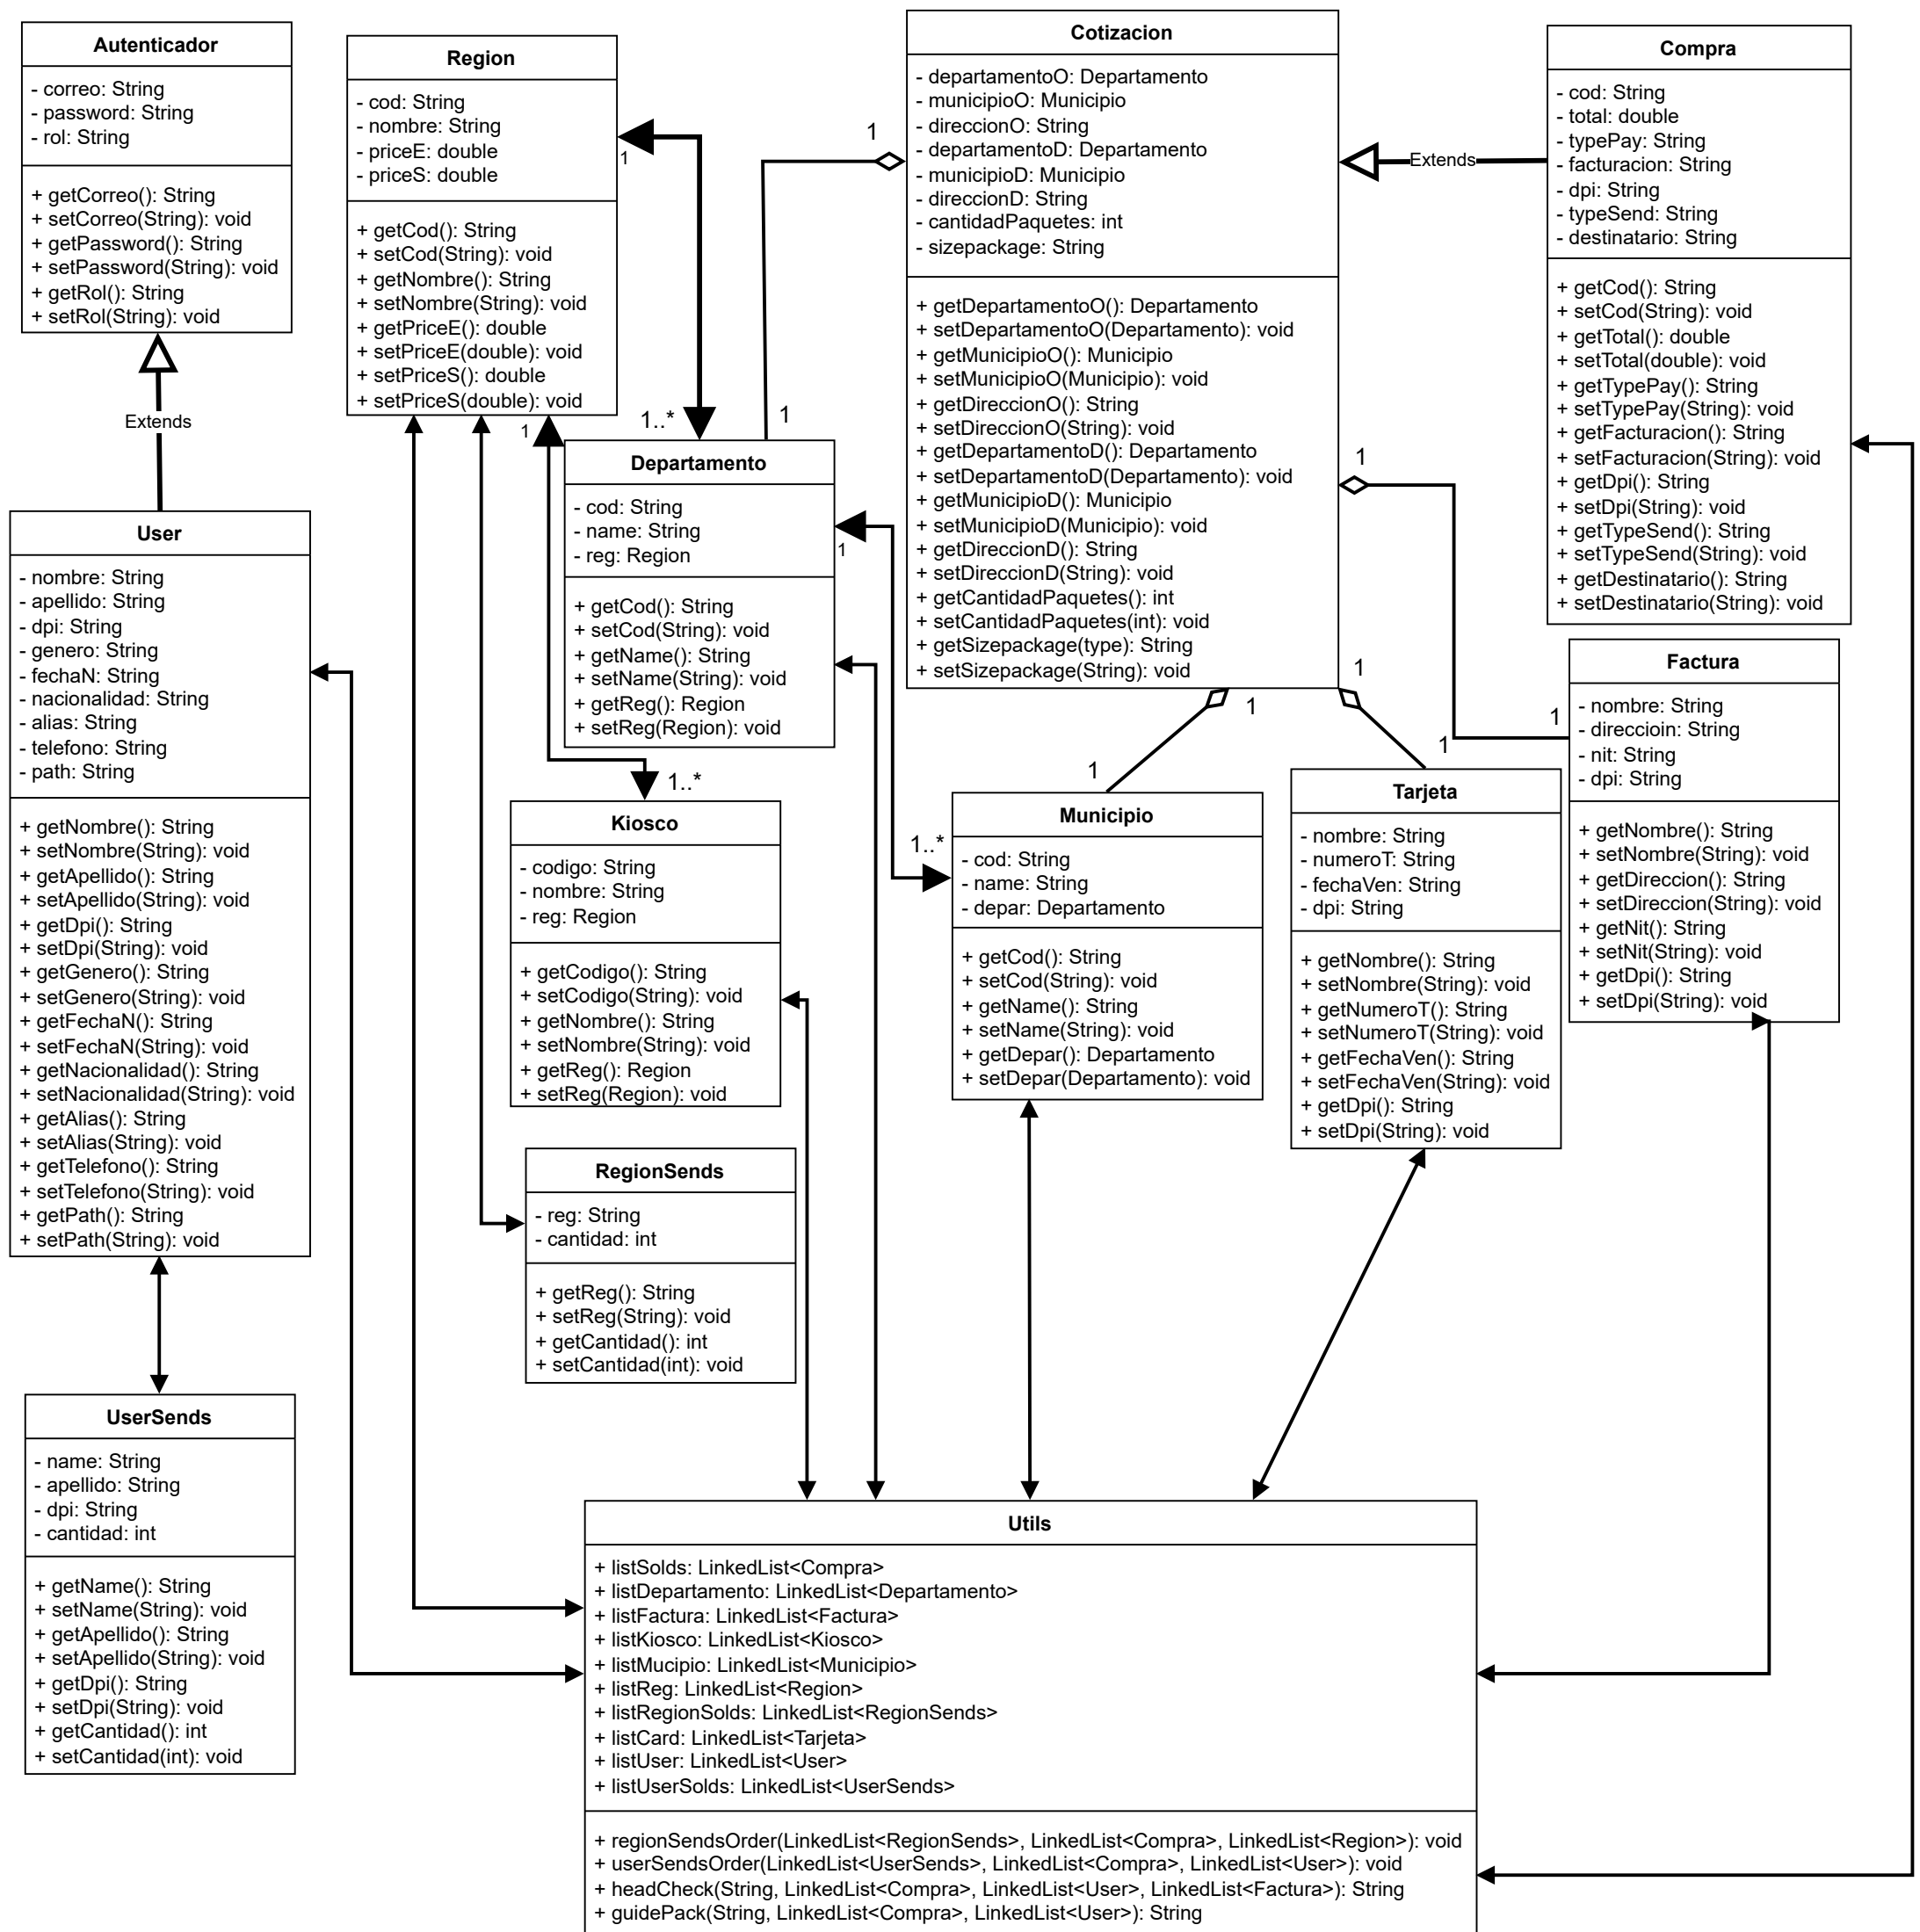 Autenticador
- correo: String
- password: String
- rol: String
+ getCorreo(): String
+ setCorreo(String): void
+ getPassword(): String
+ setPassword(String): void
+ getRol(): String
+ setRol(String): void
Extends
User
- nombre: String
- apellido: String
- dpi: String
- genero: String
- fechaN: String
- nacionalidad: String
- alias: String
- telefono: String
- path: String
+ getNombre(): String
+ setNombre(String): void
+ getApellido(): String
+ setApellido(String): void
+ getDpi(): String
+ setDpi(String): void
+ getGenero(): String
+ setGenero(String): void
+ getFechaN(): String
+ setFechaN(String): void
+ getNacionalidad(): String
+ setNacionalidad(String): void
+ getAlias(): String
+ setAlias(String): void
+ getTelefono(): String
+ setTelefono(String): void
+ getPath(): String
+ setPath(String): void
UserSends
- name: String
- apellido: String
- dpi: String
- cantidad: int
+ getName(): String
+ setName(String): void
+ getApellido(): String
+ setApellido(String): void
+ getDpi(): String
+ setDpi(String): void
+ getCantidad(): int
+ setCantidad(int): void
Region
- cod: String
- nombre: String
- priceE: double
- priceS: double
+ getCod(): String
+ setCod(String): void
+ getNombre(): String
+ setNombre(String): void
+ getPriceE(): double
+ setPriceE(double): void
+ setPriceS(): double
+ setPriceS(double): void
1
1
1..*
1
1
Departamento
- cod: String
- name: String
- reg: Region
+ getCod(): String
+ setCod(String): void
+ getName(): String
+ setName(String): void
+ getReg(): Region
+ setReg(Region): void
1
1..*
Kiosco
- codigo: String
- nombre: String
- reg: Region
+ getCodigo(): String
+ setCodigo(String): void
+ getNombre(): String
+ setNombre(String): void
+ getReg(): Region
+ setReg(Region): void
RegionSends
- reg: String
- cantidad: int
+ getReg(): String
+ setReg(String): void
+ getCantidad(): int
+ setCantidad(int): void
Cotizacion
- departamentoO: Departamento
- municipioO: Municipio
- direccionO: String
- departamentoD: Departamento
- municipioD: Municipio
- direccionD: String
- cantidadPaquetes: int
- sizepackage: String
+ getDepartamentoO(): Departamento
+ setDepartamentoO(Departamento): void
+ getMunicipioO(): Municipio
+ setMunicipioO(Municipio): void
+ getDireccionO(): String
+ setDireccionO(String): void
+ getDepartamentoD(): Departamento
+ setDepartamentoD(Departamento): void
+ getMunicipioD(): Municipio
+ setMunicipioD(Municipio): void
+ getDireccionD(): String
+ setDireccionD(String): void
+ getCantidadPaquetes(): int
+ setCantidadPaquetes(int): void
+ getSizepackage(type): String
+ setSizepackage(String): void
Extends
1
1
1
1
1
1
1..*
Municipio
- cod: String
- name: String
- depar: Departamento
+ getCod(): String
+ setCod(String): void
+ getName(): String
+ setName(String): void
+ getDepar(): Departamento
+ setDepar(Departamento): void
Tarjeta
- nombre: String
- numeroT: String
- fechaVen: String
- dpi: String
+ getNombre(): String
+ setNombre(String): void
+ getNumeroT(): String
+ setNumeroT(String): void
+ getFechaVen(): String
+ setFechaVen(String): void
+ getDpi(): String
+ setDpi(String): void
Compra
- cod: String
- total: double
- typePay: String
- facturacion: String
- dpi: String
- typeSend: String
- destinatario: String
+ getCod(): String
+ setCod(String): void
+ getTotal(): double
+ setTotal(double): void
+ getTypePay(): String
+ setTypePay(String): void
+ getFacturacion(): String
+ setFacturacion(String): void
+ getDpi(): String
+ setDpi(String): void
+ getTypeSend(): String
+ setTypeSend(String): void
+ getDestinatario(): String
+ setDestinatario(String): void
Factura
- nombre: String
- direccioin: String
- nit: String
- dpi: String
+ getNombre(): String
+ setNombre(String): void
+ getDireccion(): String
+ setDireccion(String): void
+ getNit(): String
+ setNit(String): void
+ getDpi(): String
+ setDpi(String): void
Utils
+ listSolds: LinkedList<Compra>
+ listDepartamento: LinkedList<Departamento>
+ listFactura: LinkedList<Factura>
+ listKiosco: LinkedList<Kiosco>
+ listMucipio: LinkedList<Municipio>
+ listReg: LinkedList<Region>
+ listRegionSolds: LinkedList<RegionSends>
+ listCard: LinkedList<Tarjeta>
+ listUser: LinkedList<User>
+ listUserSolds: LinkedList<UserSends>
+ regionSendsOrder(LinkedList<RegionSends>, LinkedList<Compra>, LinkedList<Region>): void
+ userSendsOrder(LinkedList<UserSends>, LinkedList<Compra>, LinkedList<User>): void
+ headCheck(String, LinkedList<Compra>, LinkedList<User>, LinkedList<Factura>): String
+ guidePack(String, LinkedList<Compra>, LinkedList<User>): String